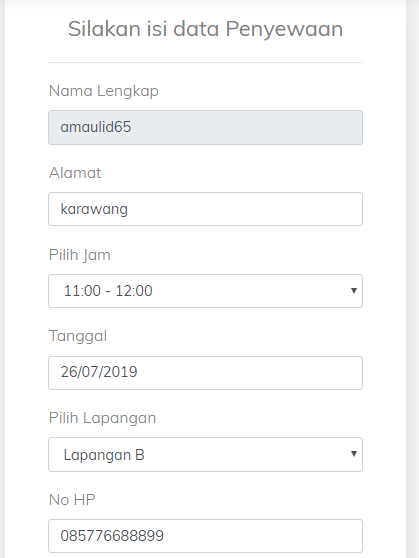 Silakan isi data Penyewaan
Nama Lengkap
amaulid65
Alamat
karawang
Pilih Jam
11:00 - 12:00
Tanggal
26/07/2019
Pilih Lapangan
Lapangan B
No HP
085776688899